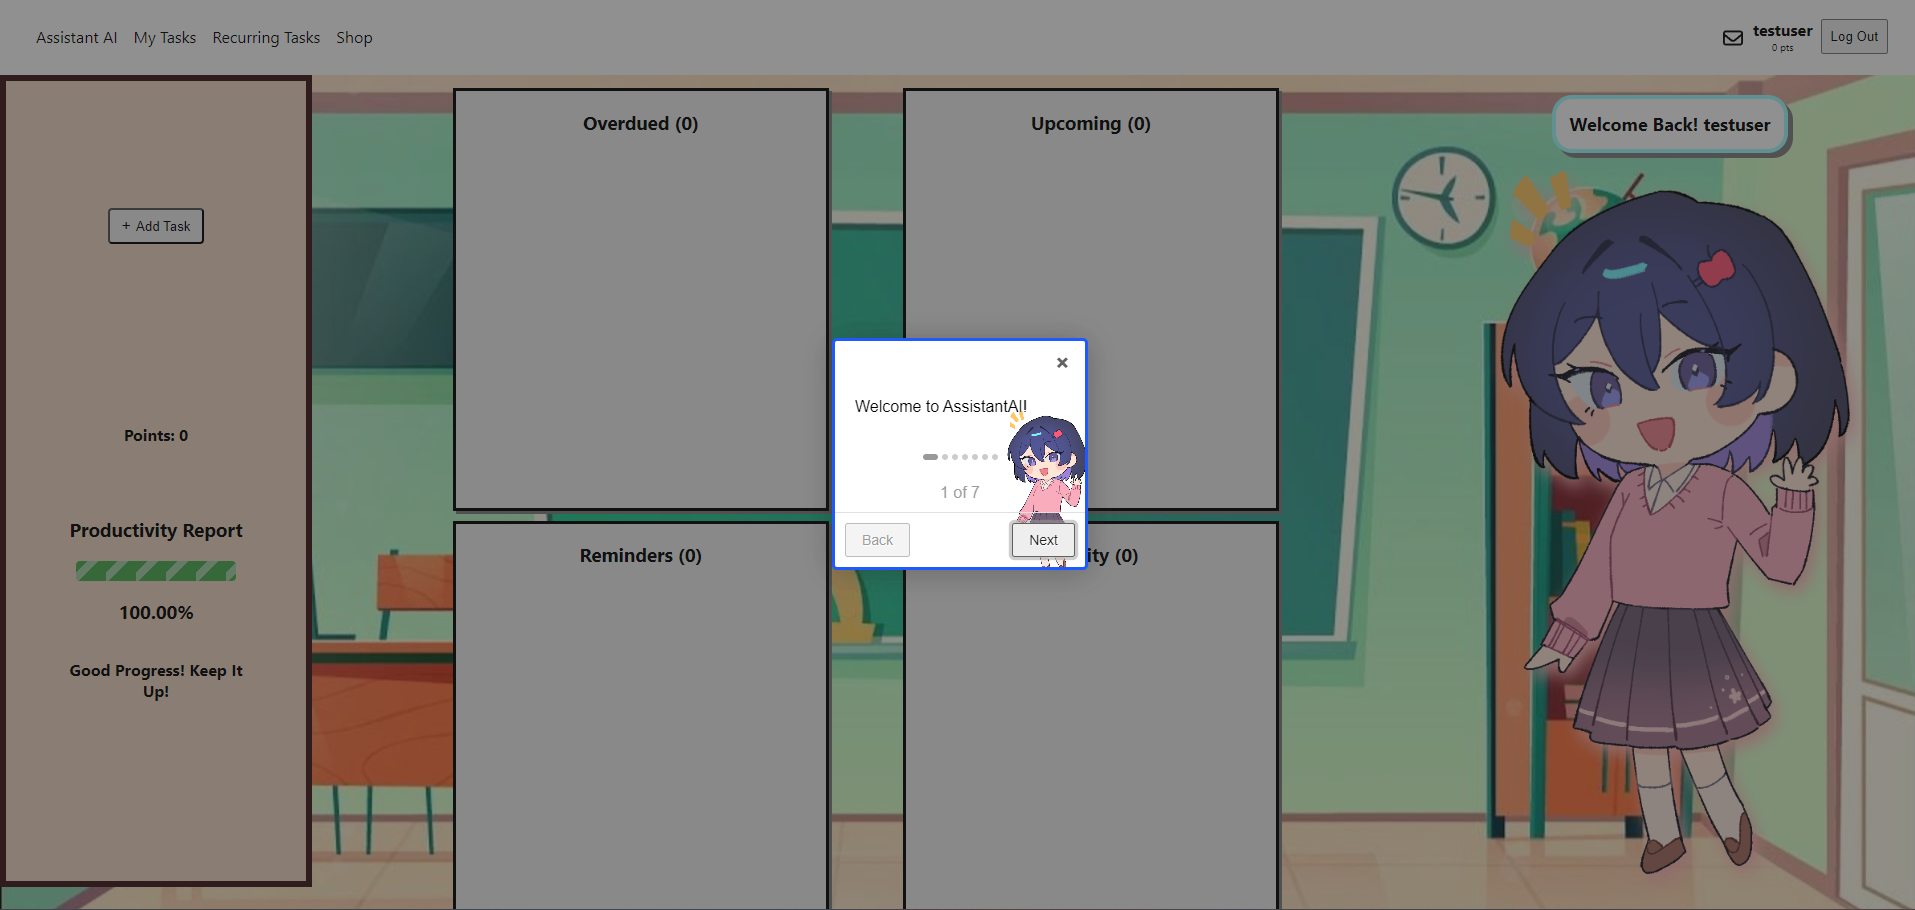 Assistant AI My Tasks Recurring Tasks Shop
testuser
0 pts
Log Out
+ Add Task
Points: 0
Productivity Report
100.00%
Good Progress! Keep It
Up!
Overdued (0)
Upcoming (0)
Reminders (0)
(0)
Welcome Back! testuser
×
Welcome to AssistantAI!
1 of 7
Back Next